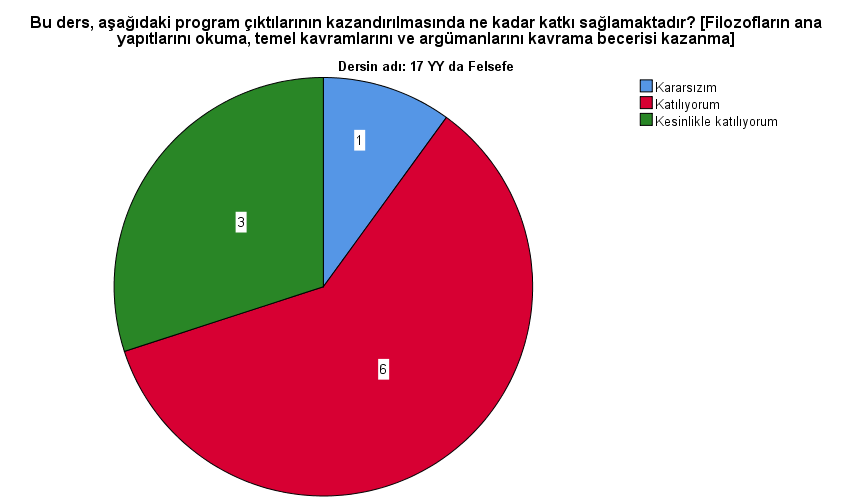 Bu ders, aşağıdaki program çıktılarının kazandırılmasında ne kadar katkı sağlamaktadır? [Filozofların ana
yapıtlarını okuma, temel kavramlarını ve argümanlarını kavrama becerisi kazanma]
Dersin adı: 17 YY da Felsefe
Kararsızım
Katılıyorum
Kesinlikle katılıyorum
1
3
6